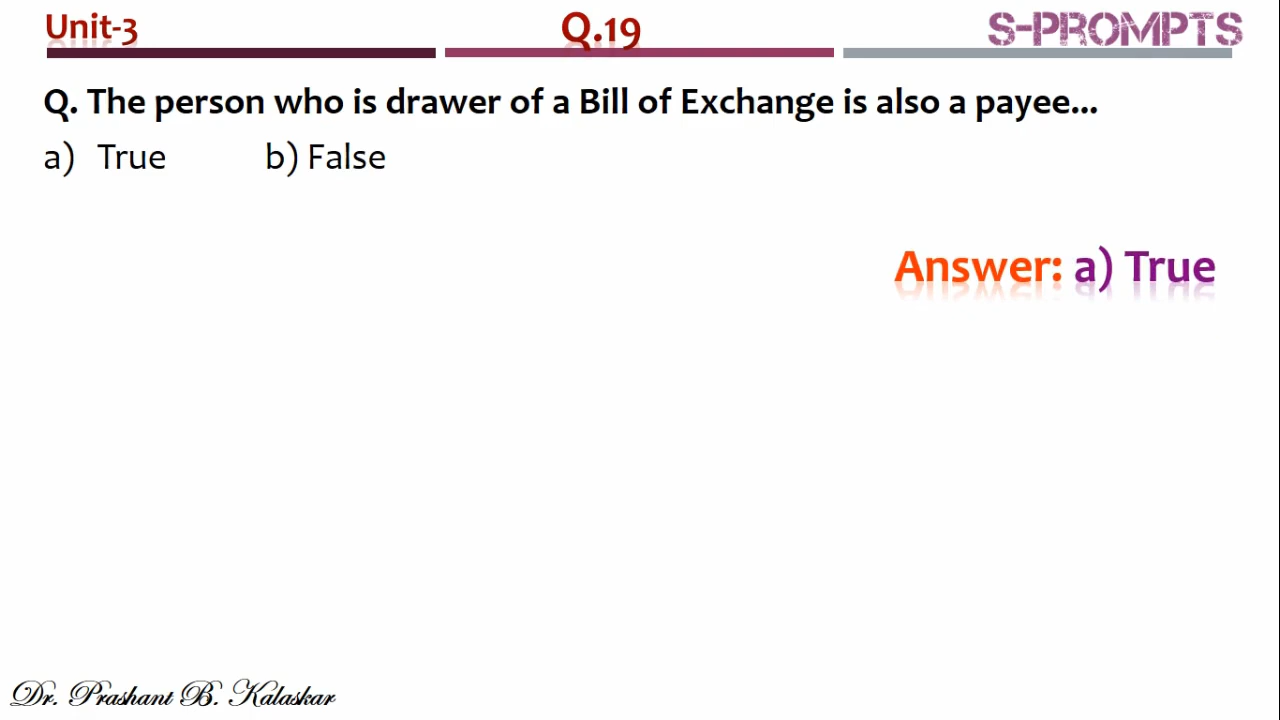 Unit-3 Q.19 S-PROMPTS
Q. The person who is drawer of a Bill of Exchange is also a payee...
a) True b) False
Answer: a) True
Dr. Prashant B. Kalaskar